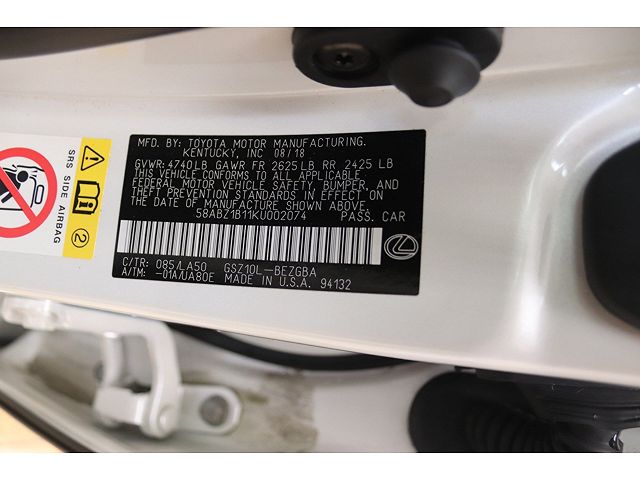 MFD. BY: TOYOTA MOTOR MANUFACTURING.
KENTUCKY, INC 08/18
GVWR: 4740LB GAWR FR 2625LB RR 2425 LB
THIS VEHICLE CONFORMS TO ALL APPLICABLE
FEDERAL MOTOR VEHICLE SAFETY, BUMPER, AND
THEFT PREVENTION STANDARDS IN EFFECT ON
THE DATE OF MANUFACTURE SHOWN ABOVE.
58ABZ1B11KU002074 PASS. CAR
C/TR: 085/LA50 GSZ10L-BEZGBA
A/TM: -01A/UA80E MADE IN U.S.A. 94132
SRS SIDE AIRBAG
2